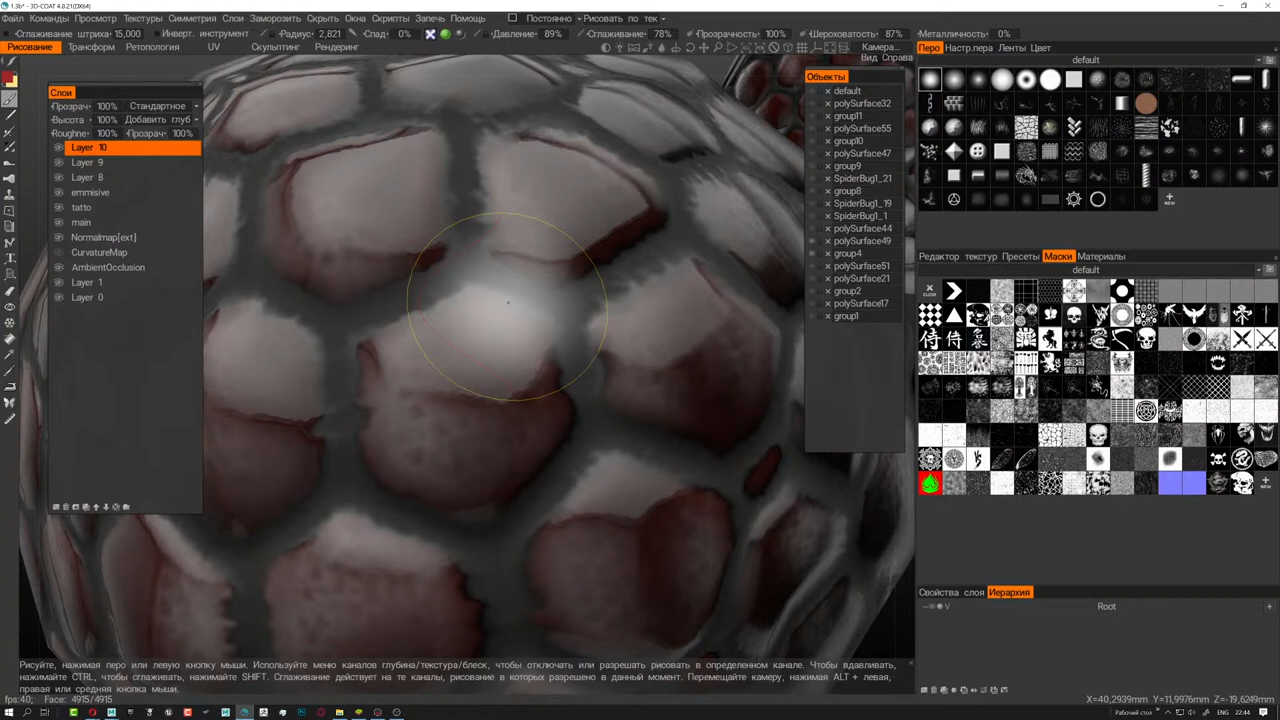 1.3b* - 3D-COAT 4.8.21(DX64)
Файл Команды Просмотр Текстуры Симметрия Слои Заморозить Скрыть Окна Скрипты Запечь Помощь Постоянно Рисовать по тек
Сглаживание штриха 15,000 Инверт. инструмент Радиус: 2,821 Спад: 0% Давление: 89% Сглаживание: 78% Прозрачность: 100% Шероховатость: 87% Металличность: 0%
Рисование Трансформ Ретопология UV Скульптинг Рендеринг Камера...
Вид Справа
Перо Настр.пера Ленты Цвет
default
Слои
Прозрач: 100% Стандартное
Высота 100% Добавить глуб
Roughne: 100% Прозрач: 100%
Layer 10
Layer 9
Layer 8
emmisive
tatto
main
Normalmap[ext]
CurvatureMap
AmbientOcclusion
Layer 1
Layer 0
Объекты
default
polySurface32
group11
polySurface55
group10
polySurface47
group9
SpiderBug1_21
group8
SpiderBug1_19
SpiderBug1_1
polySurface44
polySurface49
group4
polySurface51
polySurface21
group2
polySurface17
group1
NEW
Редактор текстур Пресеты Маски Материалы
default
CLOSE
NEW
Свойства слоя Иерархия
V Root
Рисуйте, нажимая перо или левую кнопку мыши. Используйте меню каналов глубина/текстура/блеск, чтобы отключать или разрешать рисовать в определенном канале. Чтобы вдавливать,
нажимайте CTRL, чтобы сглаживать, нажимайте SHIFT. Сглаживание действует на те каналы, рисование в которых разрешено в данный момент. Перемещайте камеру, нажимая ALT + левая,
правая или средняя кнопка мыши.
fps:40; Face: 4915/4915 X=40,2939mm Y=11,9976mm Z=-19,6249mm
Рабочий стол ENG 22:44